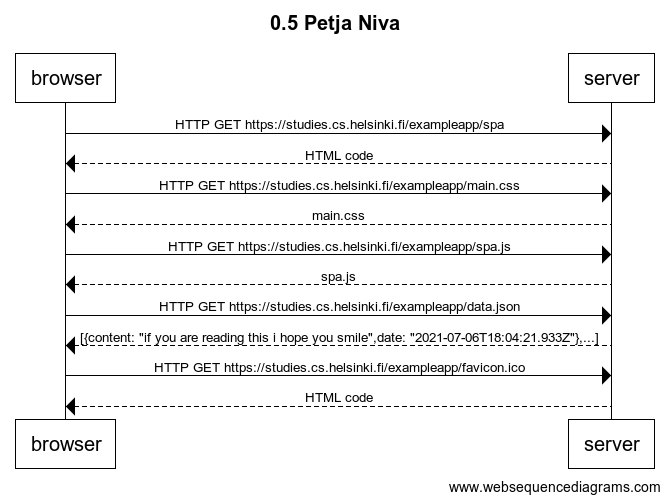 0.5 Petja Niva
browser
server
HTTP GET https://studies.cs.helsinki.fi/exampleapp/spa
HTML code
HTTP GET https://studies.cs.helsinki.fi/exampleapp/main.css
main.css
HTTP GET https://studies.cs.helsinki.fi/exampleapp/spa.js
spa.js
HTTP GET https://studies.cs.helsinki.fi/exampleapp/data.json
[{content: "if you are reading this i hope you smile",date: "2021-07-06T18:04:21.933Z"},...]
HTTP GET https://studies.cs.helsinki.fi/exampleapp/favicon.ico
HTML code
browser
server
www.websequencediagrams.com